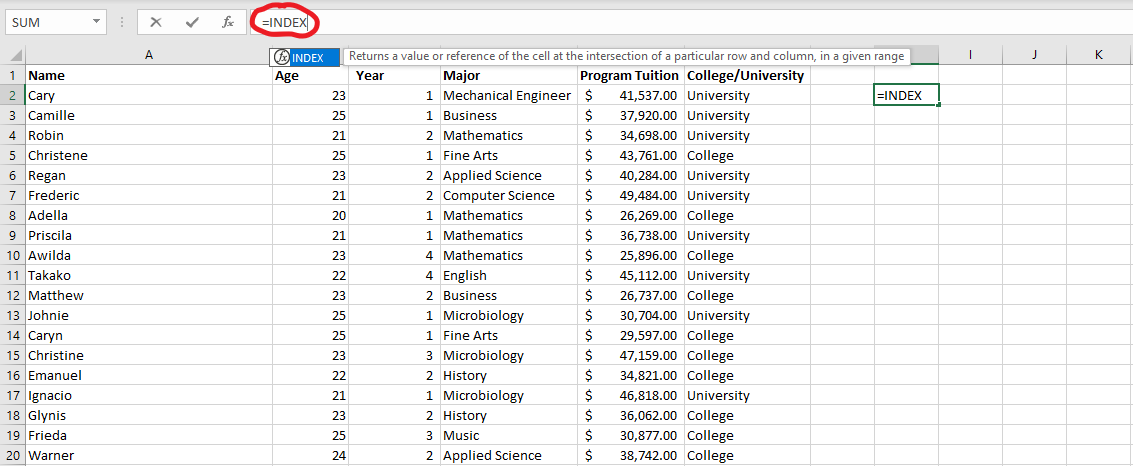 SUM fx =INDEX
A I J K
fx INDEX Returns a value or reference of the cell at the intersection of a particular row and column, in a given range
1 Name Age Year Major Program Tuition College/University
2 Cary 23 1 Mechanical Engineer $ 41,537.00 University =INDEX
3 Camille 25 1 Business $ 37,920.00 University
4 Robin 21 2 Mathematics $ 34,698.00 University
5 Christene 25 1 Fine Arts $ 43,761.00 College
6 Regan 23 2 Applied Science $ 40,284.00 University
7 Frederic 21 2 Computer Science $ 49,484.00 University
8 Adella 20 1 Mathematics $ 26,269.00 College
9 Priscila 21 1 Mathematics $ 36,738.00 University
10 Awilda 23 4 Mathematics $ 25,896.00 College
11 Takako 22 4 English $ 45,112.00 University
12 Matthew 23 2 Business $ 26,737.00 College
13 Johnie 25 1 Microbiology $ 30,704.00 University
14 Caryn 25 1 Fine Arts $ 29,597.00 College
15 Christine 23 3 Microbiology $ 47,159.00 College
16 Emanuel 22 2 History $ 34,821.00 College
17 Ignacio 21 1 Microbiology $ 46,818.00 University
18 Glynis 23 2 History $ 36,062.00 College
19 Frieda 25 3 Music $ 30,877.00 College
20 Warner 24 2 Applied Science $ 38,742.00 College